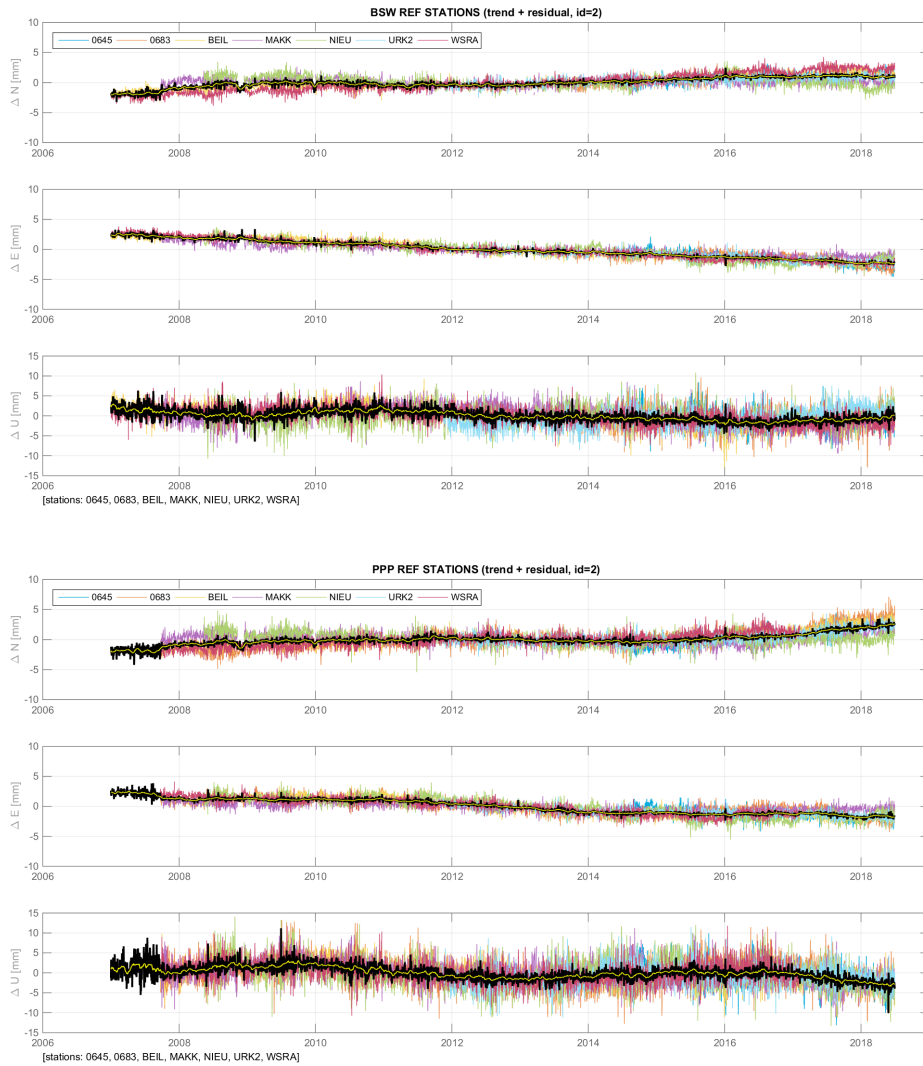 BSW REF STATIONS (trend + residual, id=2)
10
0645 0683 BEIL MAKK NIEU URK2 WSRA
5
0
-5
-10
Δ N [mm]
2006 2008 2010 2012 2014 2016 2018
10
5
0
-5
-10
Δ E [mm]
2006 2008 2010 2012 2014 2016 2018
15
10
5
0
-5
-10
-15
Δ U [mm]
2006 2008 2010 2012 2014 2016 2018
[stations: 0645, 0683, BEIL, MAKK, NIEU, URK2, WSRA]
PPP REF STATIONS (trend + residual, id=2)
10
0645 0683 BEIL MAKK NIEU URK2 WSRA
5
0
-5
-10
Δ N [mm]
2006 2008 2010 2012 2014 2016 2018
10
5
0
-5
-10
Δ E [mm]
2006 2008 2010 2012 2014 2016 2018
15
10
5
0
-5
-10
-15
Δ U [mm]
2006 2008 2010 2012 2014 2016 2018
[stations: 0645, 0683, BEIL, MAKK, NIEU, URK2, WSRA]